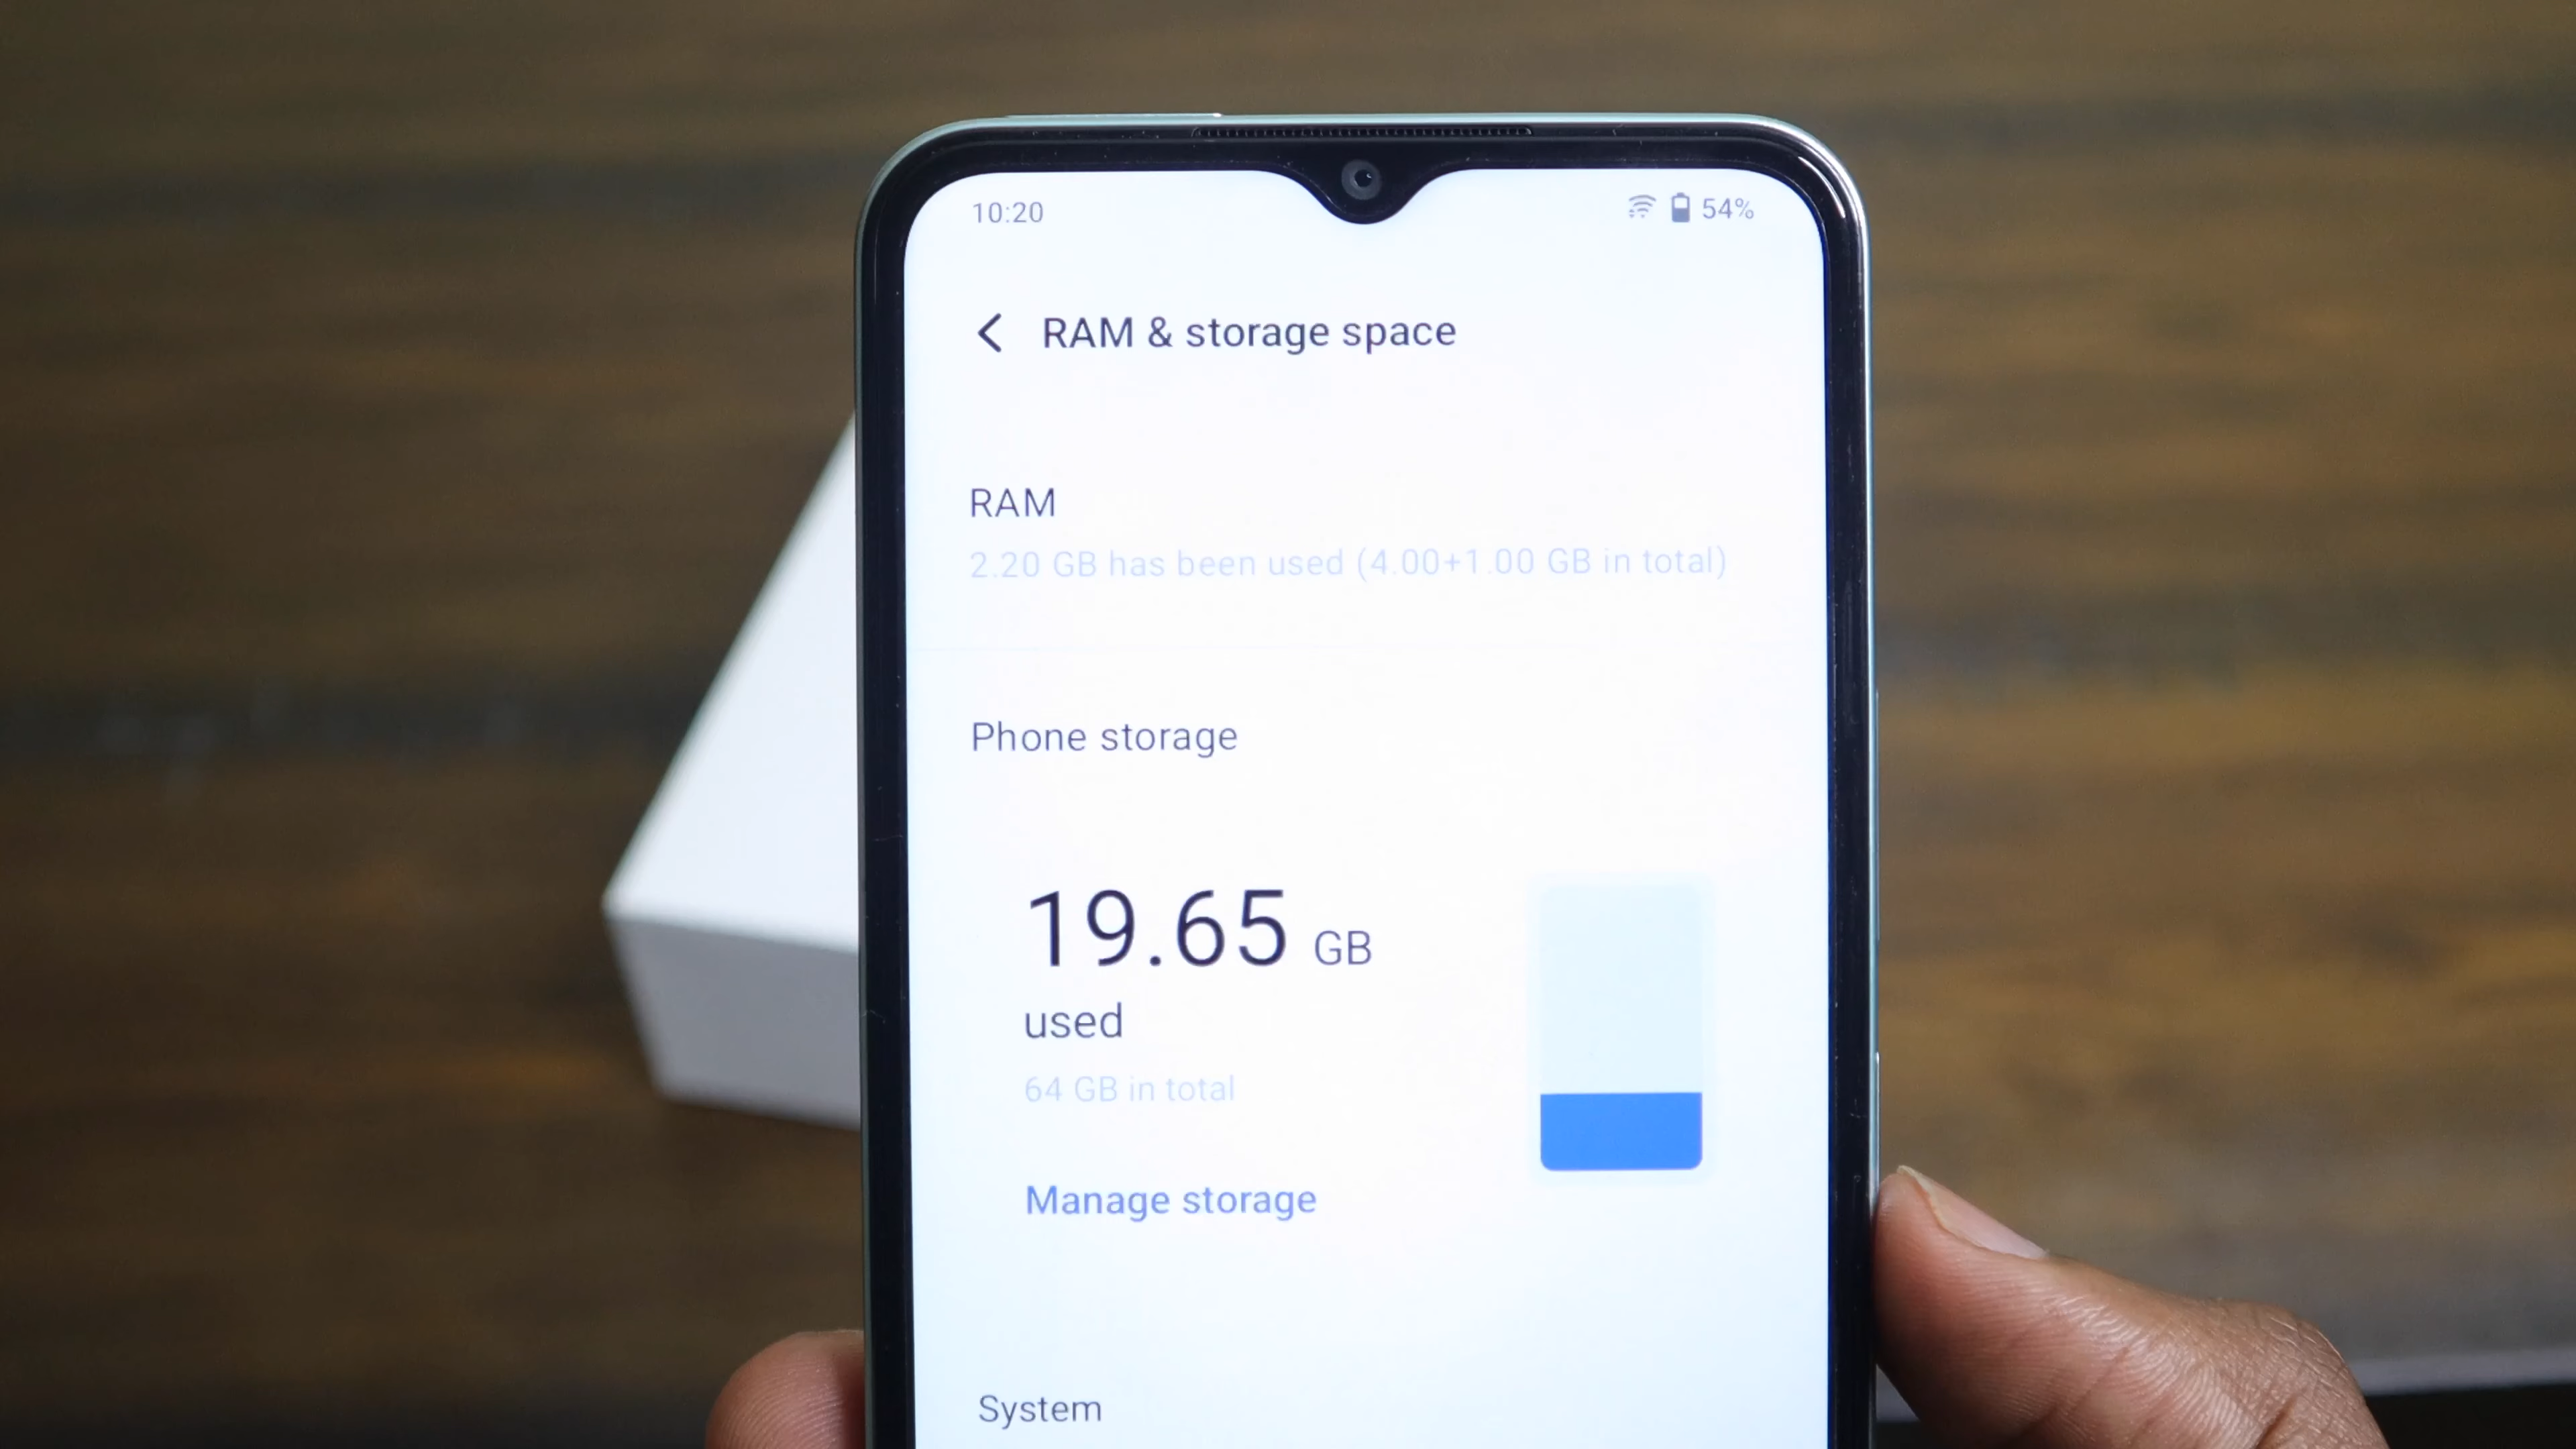 10:20
54%
RAM & storage space
RAM
2.20 GB has been used (4.00+1.00 GB in total)
Phone storage
19.65 GB
used
64 GB in total
Manage storage
System